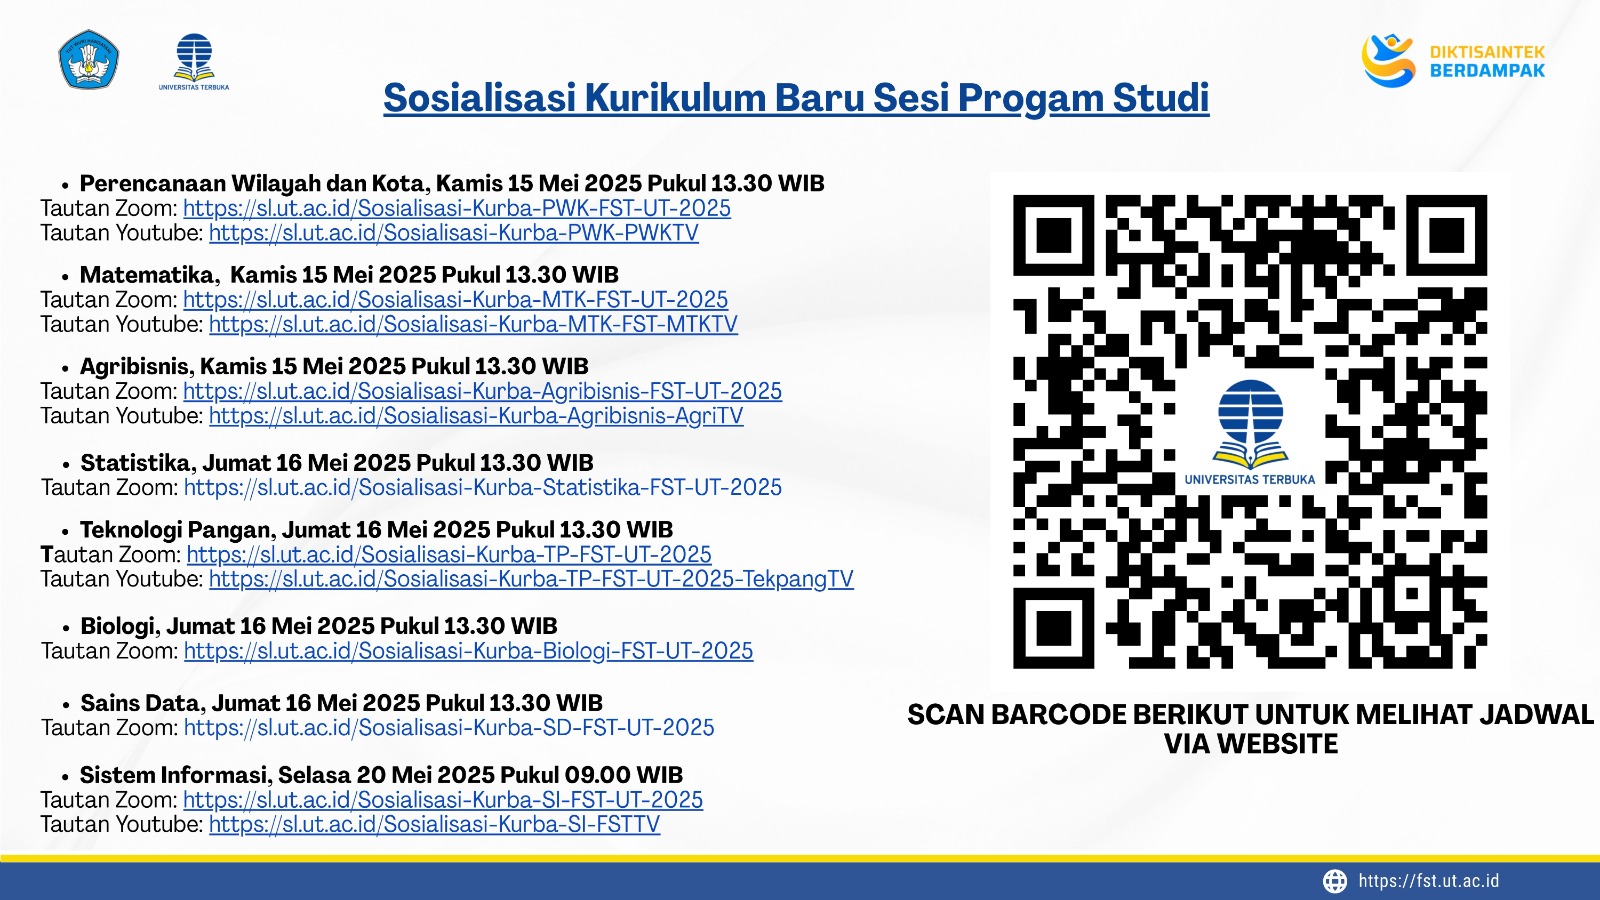 UNIVERSITAS TERBUKA
DIKTISAINTEK
BERDAMPAK
Sosialisasi Kurikulum Baru Sesi Progam Studi
• Perencanaan Wilayah dan Kota, Kamis 15 Mei 2025 Pukul 13.30 WIB
Tautan Zoom: https://sl.ut.ac.id/Sosialisasi-Kurba-PWK-FST-UT-2025
Tautan Youtube: https://sl.ut.ac.id/Sosialisasi-Kurba-PWK-PWKTV
• Matematika,  Kamis 15 Mei 2025 Pukul 13.30 WIB
Tautan Zoom: https://sl.ut.ac.id/Sosialisasi-Kurba-MTK-FST-UT-2025
Tautan Youtube: https://sl.ut.ac.id/Sosialisasi-Kurba-MTK-FST-MTKTV
• Agribisnis, Kamis 15 Mei 2025 Pukul 13.30 WIB
Tautan Zoom: https://sl.ut.ac.id/Sosialisasi-Kurba-Agribisnis-FST-UT-2025
Tautan Youtube: https://sl.ut.ac.id/Sosialisasi-Kurba-Agribisnis-AgriTV
• Statistika, Jumat 16 Mei 2025 Pukul 13.30 WIB
Tautan Zoom: https://sl.ut.ac.id/Sosialisasi-Kurba-Statistika-FST-UT-2025
• Teknologi Pangan, Jumat 16 Mei 2025 Pukul 13.30 WIB
Tautan Zoom: https://sl.ut.ac.id/Sosialisasi-Kurba-TP-FST-UT-2025
Tautan Youtube: https://sl.ut.ac.id/Sosialisasi-Kurba-TP-FST-UT-2025-TekpangTV
• Biologi, Jumat 16 Mei 2025 Pukul 13.30 WIB
Tautan Zoom: https://sl.ut.ac.id/Sosialisasi-Kurba-Biologi-FST-UT-2025
• Sains Data, Jumat 16 Mei 2025 Pukul 13.30 WIB
Tautan Zoom: https://sl.ut.ac.id/Sosialisasi-Kurba-SD-FST-UT-2025
• Sistem Informasi, Selasa 20 Mei 2025 Pukul 09.00 WIB
Tautan Zoom: https://sl.ut.ac.id/Sosialisasi-Kurba-SI-FST-UT-2025
Tautan Youtube: https://sl.ut.ac.id/Sosialisasi-Kurba-SI-FSTTV
UNIVERSITAS TERBUKA
SCAN BARCODE BERIKUT UNTUK MELIHAT JADWAL
VIA WEBSITE
https://fst.ut.ac.id